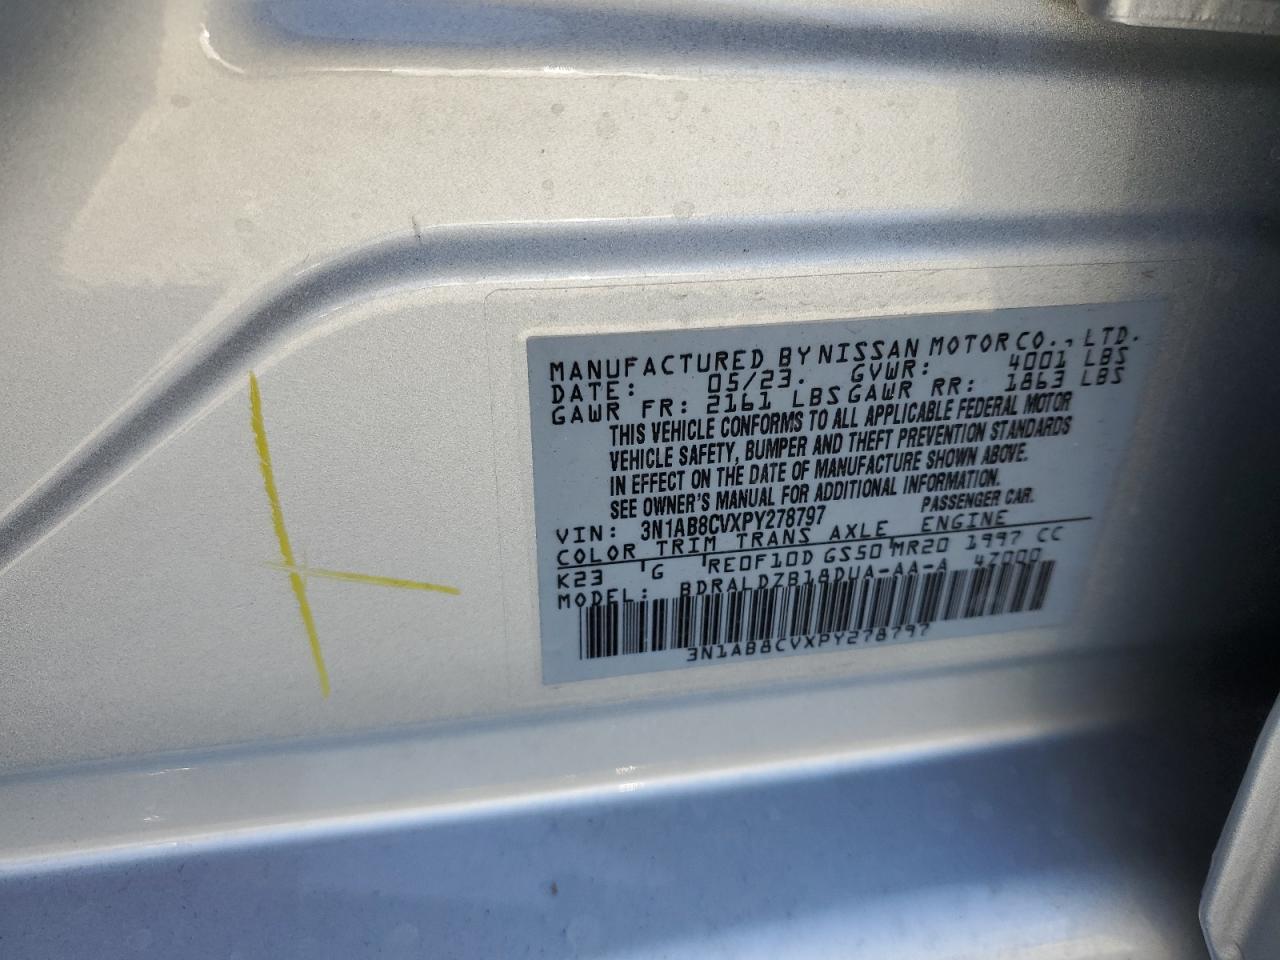 MANUFACTURED BY NISSAN MOTOR CO., LTD.
DATE: 05/23. GVWR: 4001 LBS
GAWR FR: 2161 LBS GAWR RR: 1863 LBS
THIS VEHICLE CONFORMS TO ALL APPLICABLE FEDERAL MOTOR
VEHICLE SAFETY, BUMPER AND THEFT PREVENTION STANDARDS
IN EFFECT ON THE DATE OF MANUFACTURE SHOWN ABOVE.
SEE OWNER'S MANUAL FOR ADDITIONAL INFORMATION.
VIN: 3N1AB8CVXPY278797 PASSENGER CAR.
COLOR TRIM TRANS AXLE ENGINE
K23 G RE0F10D GS50 MR20 1997 CC
MODEL: BDRALDZB18DUA-AA-A 47000
3N1AB8CVXPY278797